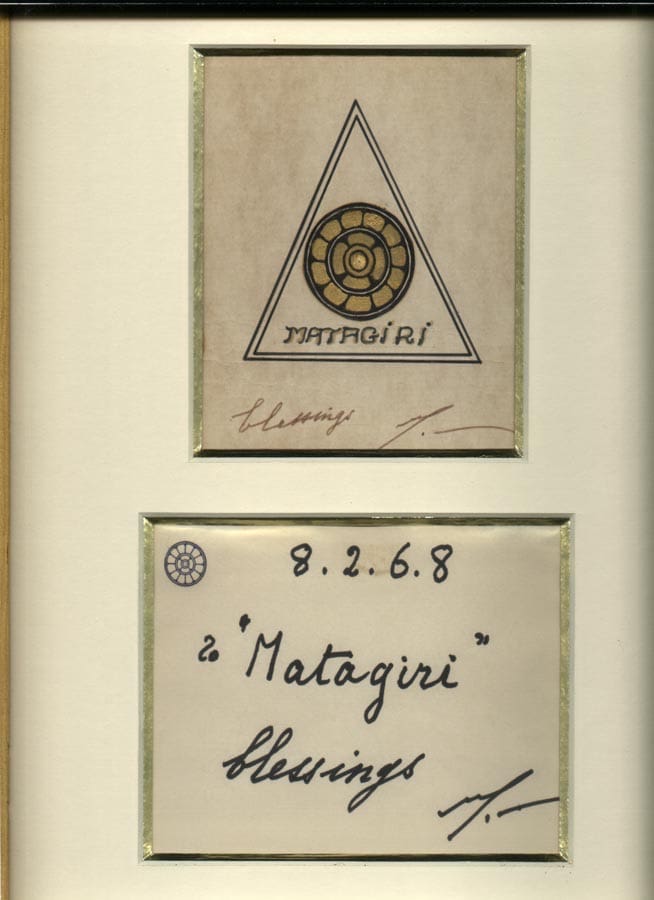 MATAGiRi
blessings
8.2.6.8
to "Matagiri"
blessings